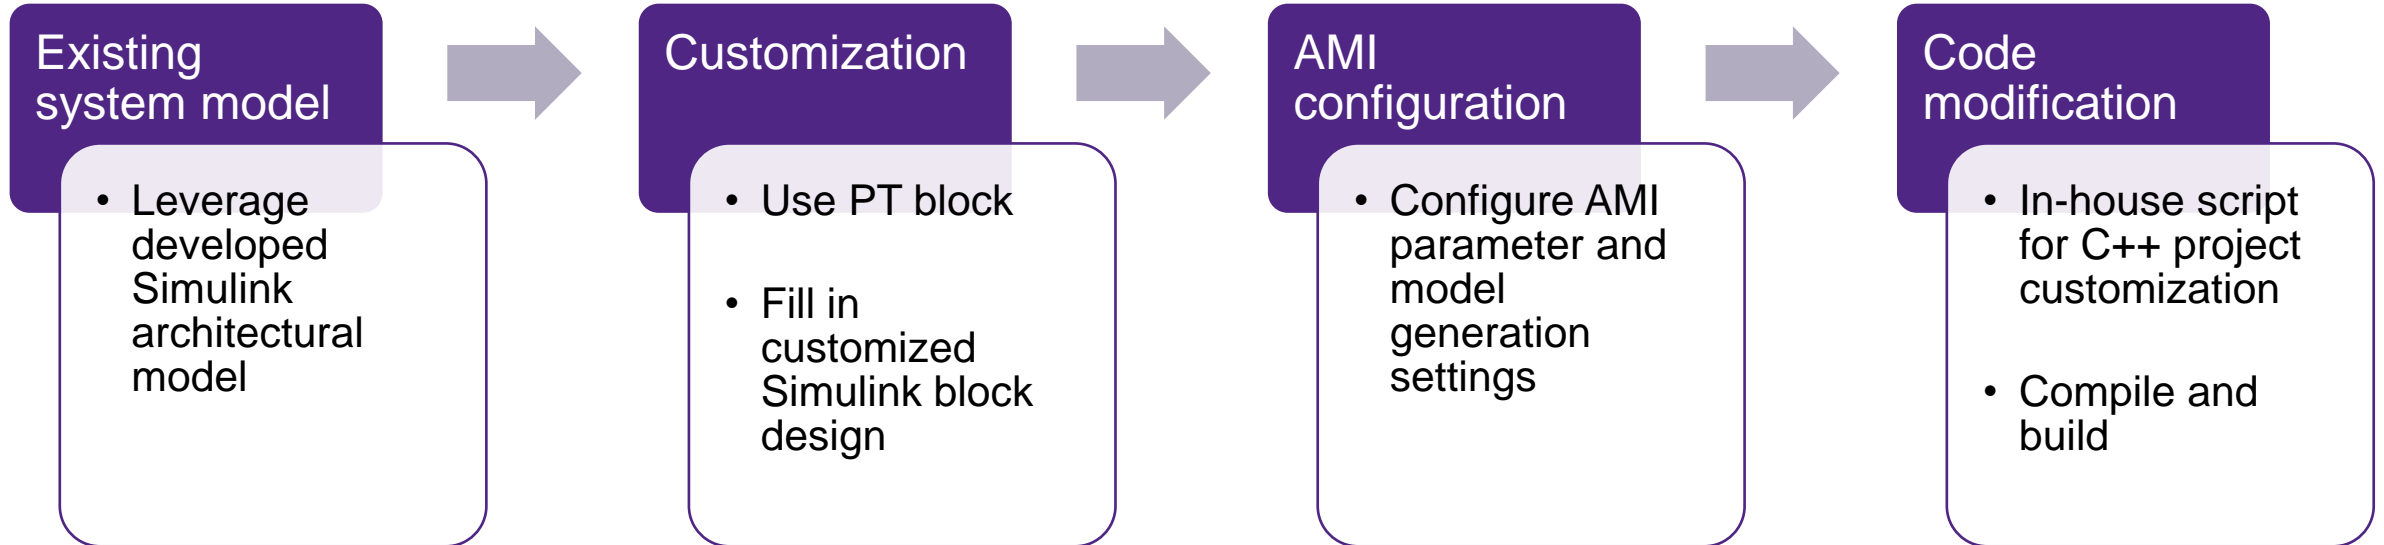 Existing
system model
• Leverage
developed
Simulink
architectural
model
Customization
• Use PT block
• Fill in
customized
Simulink block
design
AMI
configuration
• Configure AMI
parameter and
model
generation
settings
Code
modification
• In-house script
for C++ project
customization
• Compile and
build